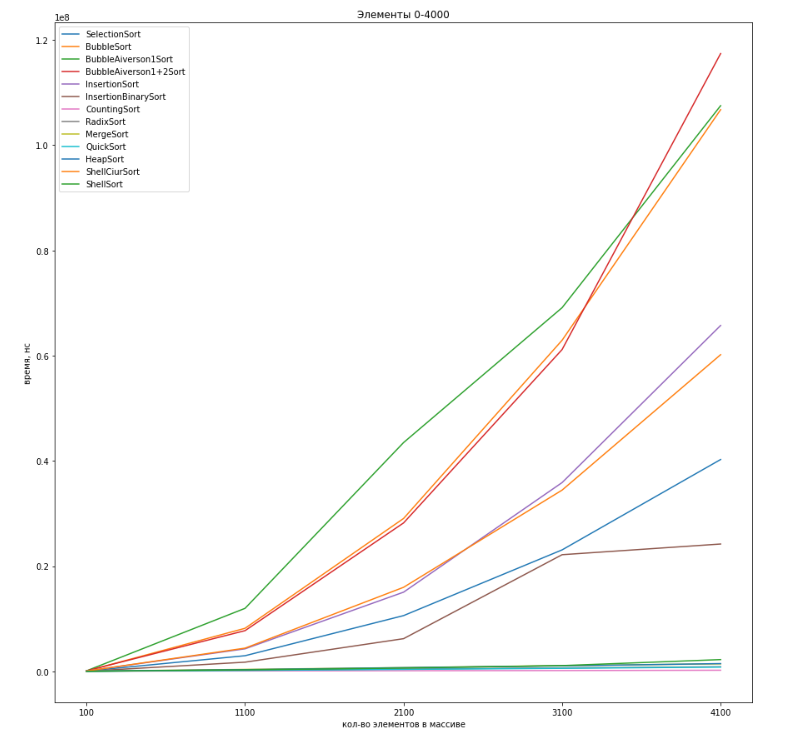 Элементы 0-4000
1e8
1.2
1.0
0.8
0.6
0.4
0.2
0.0
время, нс
SelectionSort
BubbleSort
BubbleAiverson1Sort
BubbleAiverson1+2Sort
InsertionSort
InsertionBinarySort
CountingSort
RadixSort
MergeSort
QuickSort
HeapSort
ShellCiurSort
ShellSort
100 1100 2100 3100 4100
кол-во элементов в массиве